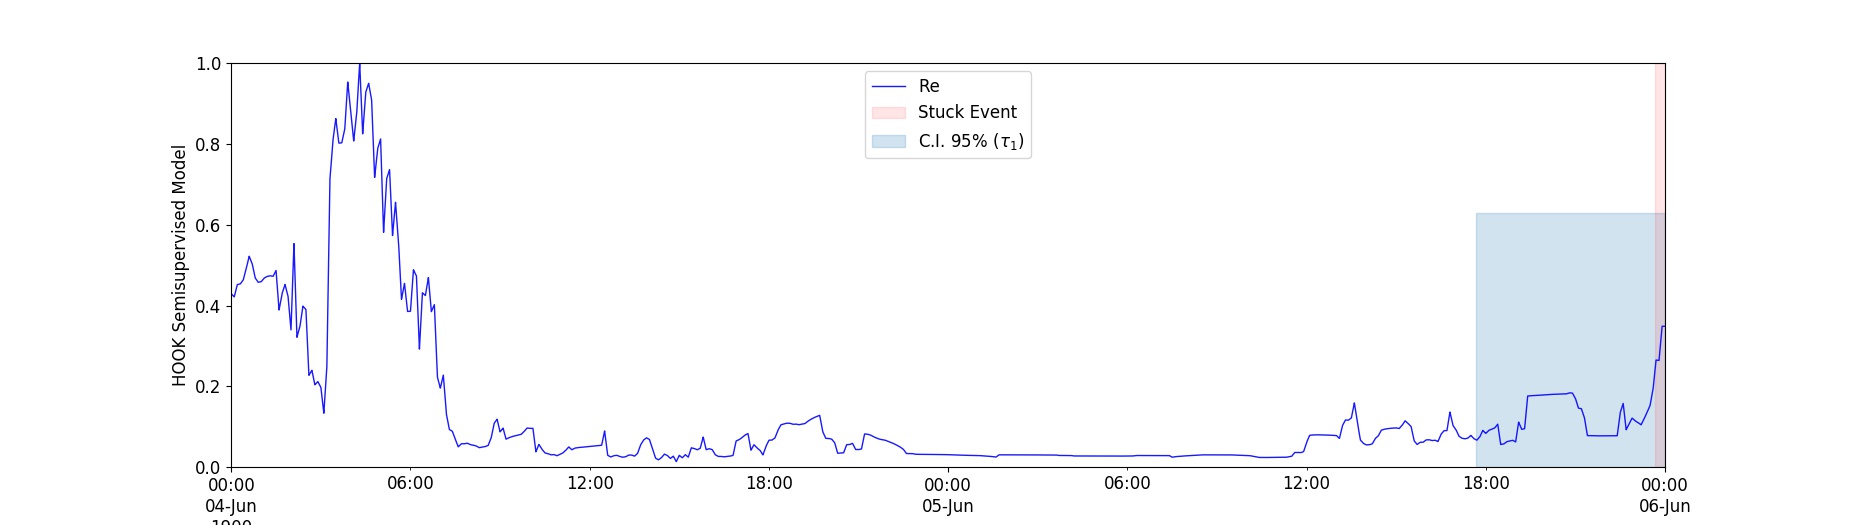 HOOK Semisupervised Model
1.0
0.8
0.6
0.4
0.2
0.0
Re
Stuck Event
C.I. 95% (τ₁)
00:00 06:00 12:00 18:00 00:00 06:00 12:00 18:00 00:00
04-Jun 05-Jun 06-Jun
1900